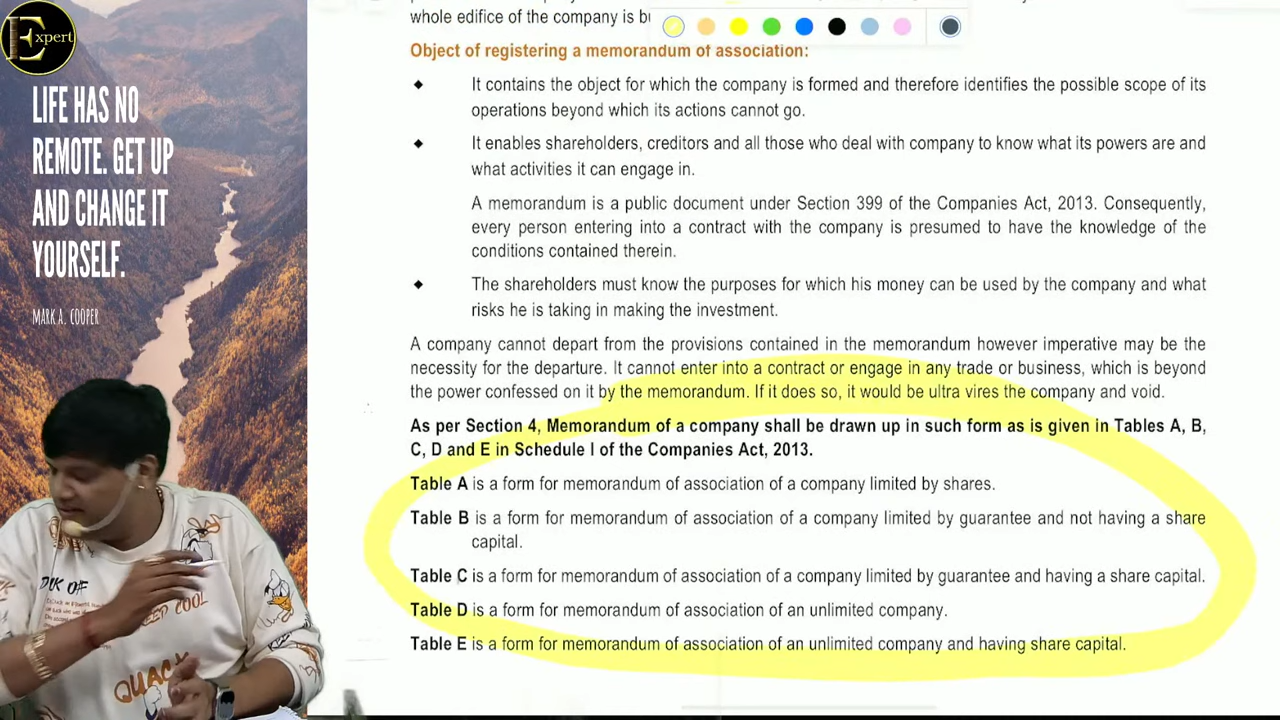 Expert
LIFE HAS NO
REMOTE. GET UP
AND CHANGE IT
YOURSELF.
MARK A. COOPER
whole edifice of the company is
Object of registering a memorandum of association:
♦ It contains the object for which the company is formed and therefore identifies the possible scope of its
operations beyond which its actions cannot go.
♦ It enables shareholders, creditors and all those who deal with company to know what its powers are and
what activities it can engage in.
A memorandum is a public document under Section 399 of the Companies Act, 2013. Consequently,
every person entering into a contract with the company is presumed to have the knowledge of the
conditions contained therein.
♦ The shareholders must know the purposes for which his money can be used by the company and what
risks he is taking in making the investment.
A company cannot depart from the provisions contained in the memorandum however imperative may be the
necessity for the departure. It cannot enter into a contract or engage in any trade or business, which is beyond
the power confessed on it by the memorandum. If it does so, it would be ultra vires the company and void.
As per Section 4, Memorandum of a company shall be drawn up in such form as is given in Tables A, B,
C, D and E in Schedule I of the Companies Act, 2013.
Table A is a form for memorandum of association of a company limited by shares.
Table B is a form for memorandum of association of a company limited by guarantee and not having a share
capital.
Table C is a form for memorandum of association of a company limited by guarantee and having a share capital.
Table D is a form for memorandum of association of an unlimited company.
Table E is a form for memorandum of association of an unlimited company and having share capital.
COOL
QUACK